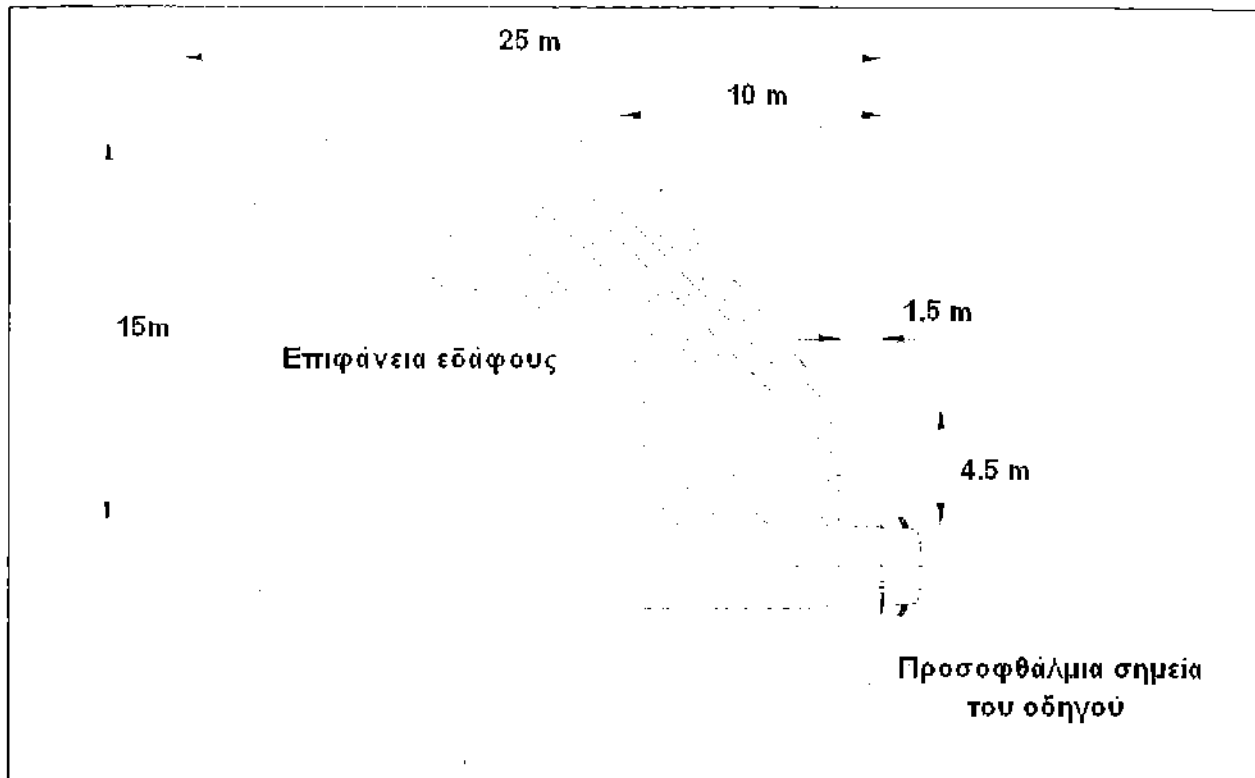 25 m
10 m
15m
1.5 m
Επιφάνεια εδάφους
4.5 m
Προσοφθάλμια σημεία
του οδηγού